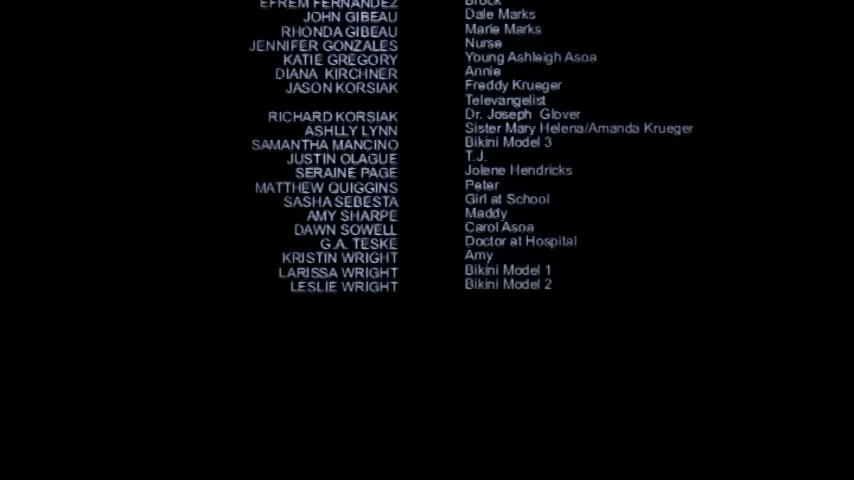 EFREM FERNANDEZ Brock
JOHN GIBEAU Dale Marks
RHONDA GIBEAU Marie Marks
JENNIFER GONZALES Nurse
KATIE GREGORY Young Ashleigh Asoa
DIANA KIRCHNER Annie
JASON KORSIAK Freddy Krueger
Televangelist
RICHARD KORSIAK Dr. Joseph Glover
ASHLLY LYNN Sister Mary Helena/Amanda Krueger
SAMANTHA MANCINO Bikini Model 3
JUSTIN OLAGUE T.J.
SERAINE PAGE Jolene Hendricks
MATTHEW QUIGGINS Peter
SASHA SEBESTA Girl at School
AMY SHARPE Maddy
DAWN SOWELL Carol Asoa
G.A. TESKE Doctor at Hospital
KRISTIN WRIGHT Amy
LARISSA WRIGHT Bikini Model 1
LESLIE WRIGHT Bikini Model 2